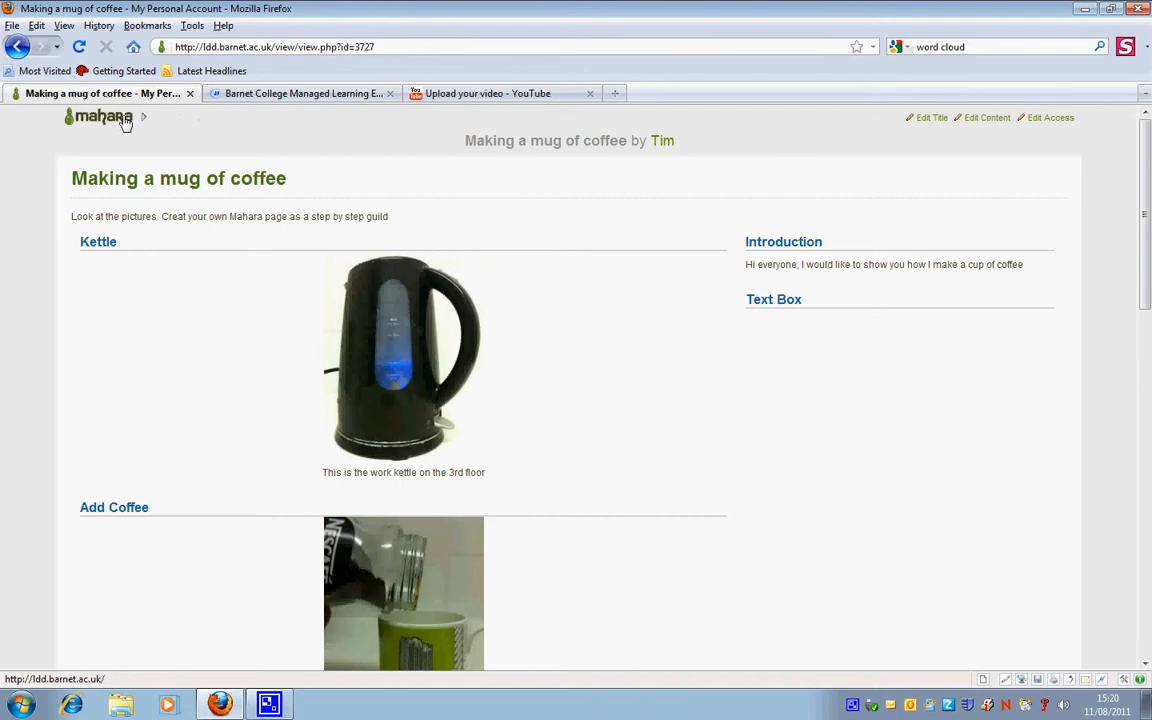 Making a mug of coffee - My Personal Account - Mozilla Firefox
File Edit View History Bookmarks Tools Help
http://ldd.barnet.ac.uk/view/view.php?id=3727
word cloud
Most Visited Getting Started Latest Headlines
Making a mug of coffee - My Per...
Barnet College Managed Learning E...
Upload your video - YouTube
mahara
Edit Title Edit Content Edit Access
Making a mug of coffee by Tim
Making a mug of coffee
Look at the pictures. Creat your own Mahara page as a step by step guild
Kettle
Introduction
Hi everyone, I would like to show you how I make a cup of coffee
Text Box
This is the work kettle on the 3rd floor
Add Coffee
NESCAFÉ
http://ldd.barnet.ac.uk/
15:20
11/08/2011